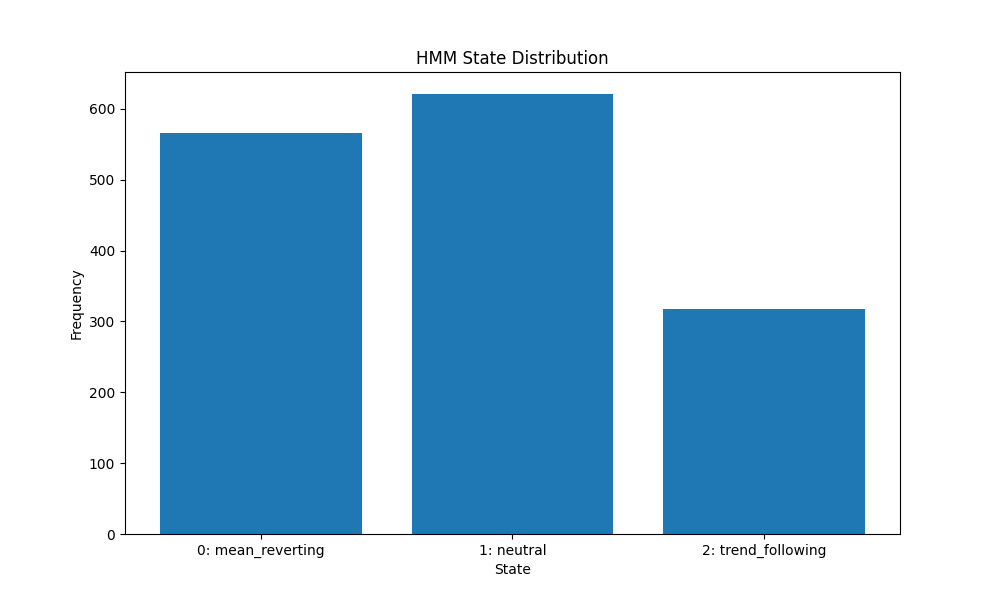 HMM State Distribution
Frequency
600
500
400
300
200
100
0
0: mean_reverting
1: neutral
2: trend_following
State